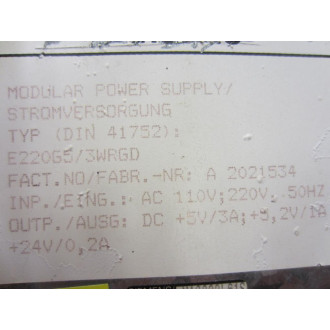 MODULAR POWER SUPPLY/
STROMVERSORGUNG
TYP (DIN 41752):
E220G5/3WRGD
FACT.NO/FABR.-NR: A 2021534
INP./EING.: AC 110V;220V..50HZ
OUTP./AUSG: DC +5V/3A;+5,2V/1A
+24V/0,2A